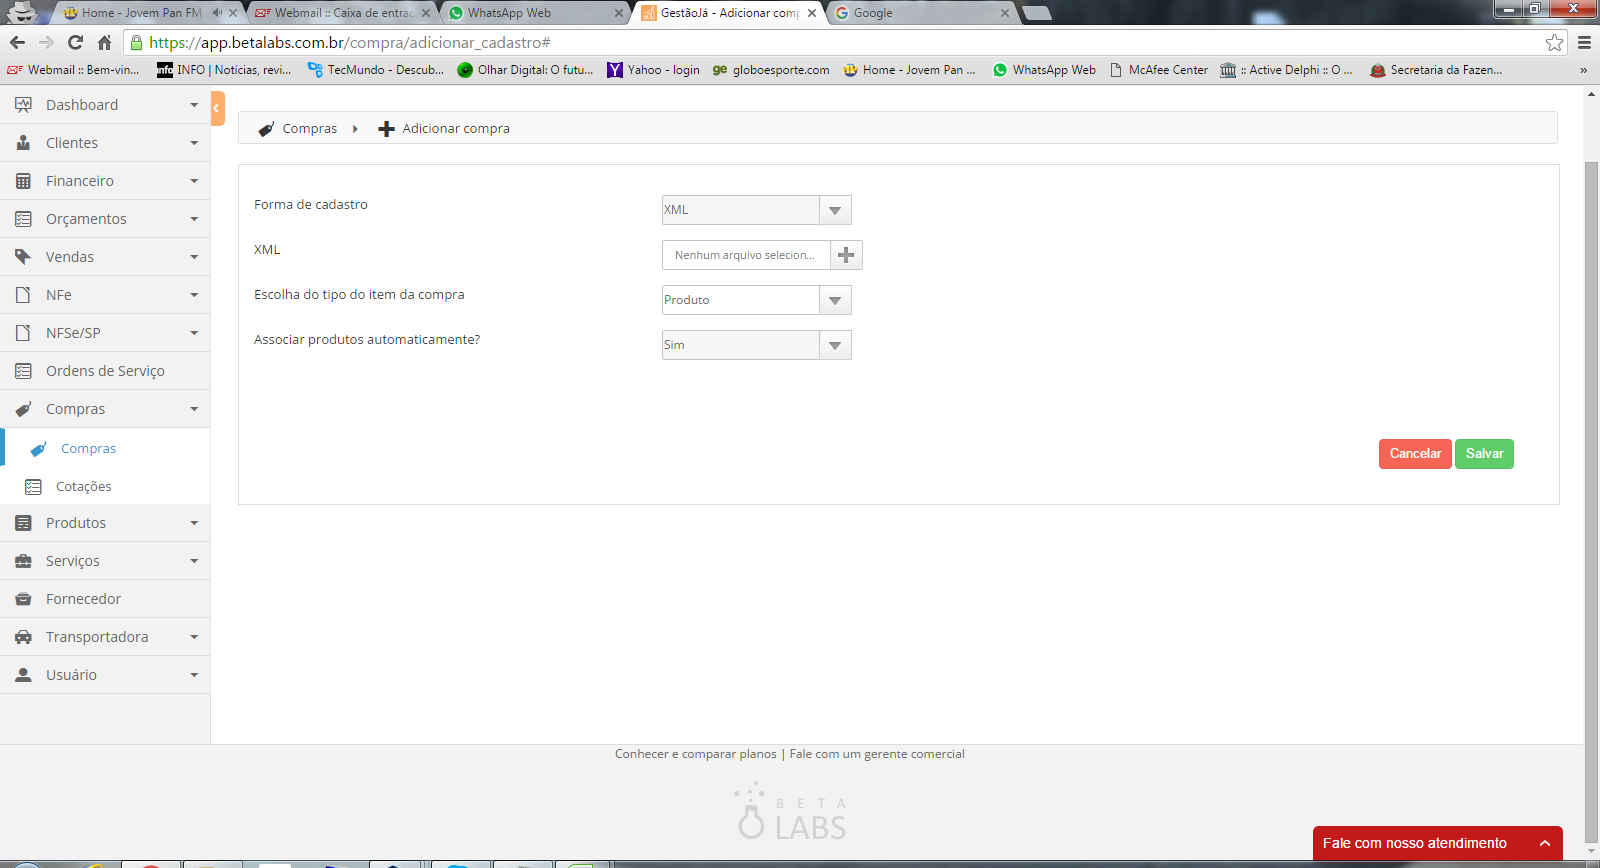 Home - Jovem Pan FM
Webmail :: Caixa de entrac
WhatsApp Web
GestãoJá - Adicionar comp
Google
https://app.betalabs.com.br/compra/adicionar_cadastro#
Webmail :: Bem-vin...
info INFO | Notícias, revi...
TecMundo - Descub...
Olhar Digital: O futu...
Yahoo - login
ge globoesporte.com
Home - Jovem Pan ...
WhatsApp Web
McAfee Center
:: Active Delphi :: O ...
Secretaria da Fazen...
»
Dashboard
Clientes
Financeiro
Orçamentos
Vendas
NFe
NFSe/SP
Ordens de Serviço
Compras
Compras
Cotações
Produtos
Serviços
Fornecedor
Transportadora
Usuário
Compras
Adicionar compra
Forma de cadastro
XML
XML
Nenhum arquivo selecion...
Escolha do tipo do item da compra
Produto
Associar produtos automaticamente?
Sim
Cancelar
Salvar
Conhecer e comparar planos | Fale com um gerente comercial
BETA
LABS
Fale com nosso atendimento